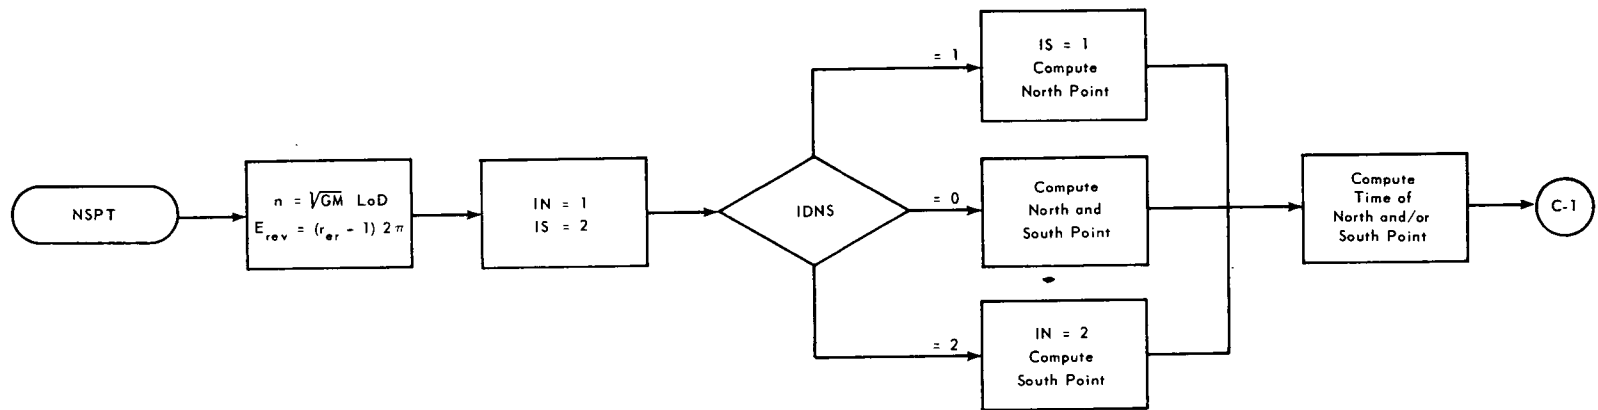 NSPT
n = √GM LoD
E_rev = (r_er - 1) 2π
IN = 1
IS = 2
IDNS
= 1
= 0
= 2
IS = 1
Compute
North Point
Compute
North and
South Point
IN = 2
Compute
South Point
Compute
Time of
North and/or
South Point
C-1